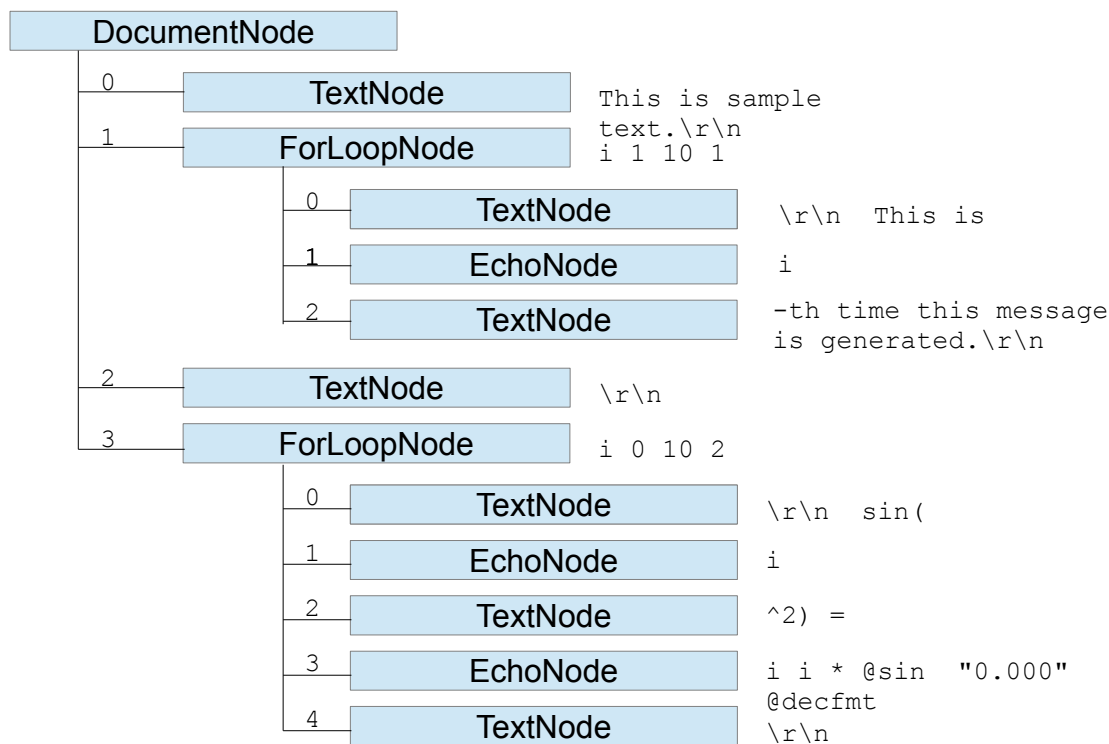 DocumentNode
0 TextNode This is sample
text.\r\n
1 ForLoopNode i 1 10 1
0 TextNode \r\n  This is
1 EchoNode i
2 TextNode -th time this message
is generated.\r\n
2 TextNode \r\n
3 ForLoopNode i 0 10 2
0 TextNode \r\n  sin(
1 EchoNode i
2 TextNode ^2) =
3 EchoNode i i * @sin  "0.000"
@decfmt
4 TextNode \r\n